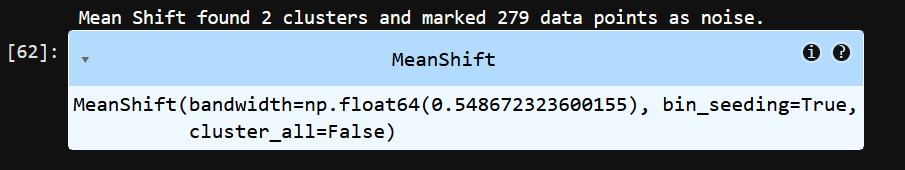 Mean Shift found 2 clusters and marked 279 data points as noise.
[62]:
MeanShift
i ?
MeanShift(bandwidth=np.float64(0.548672323600155), bin_seeding=True,
cluster_all=False)